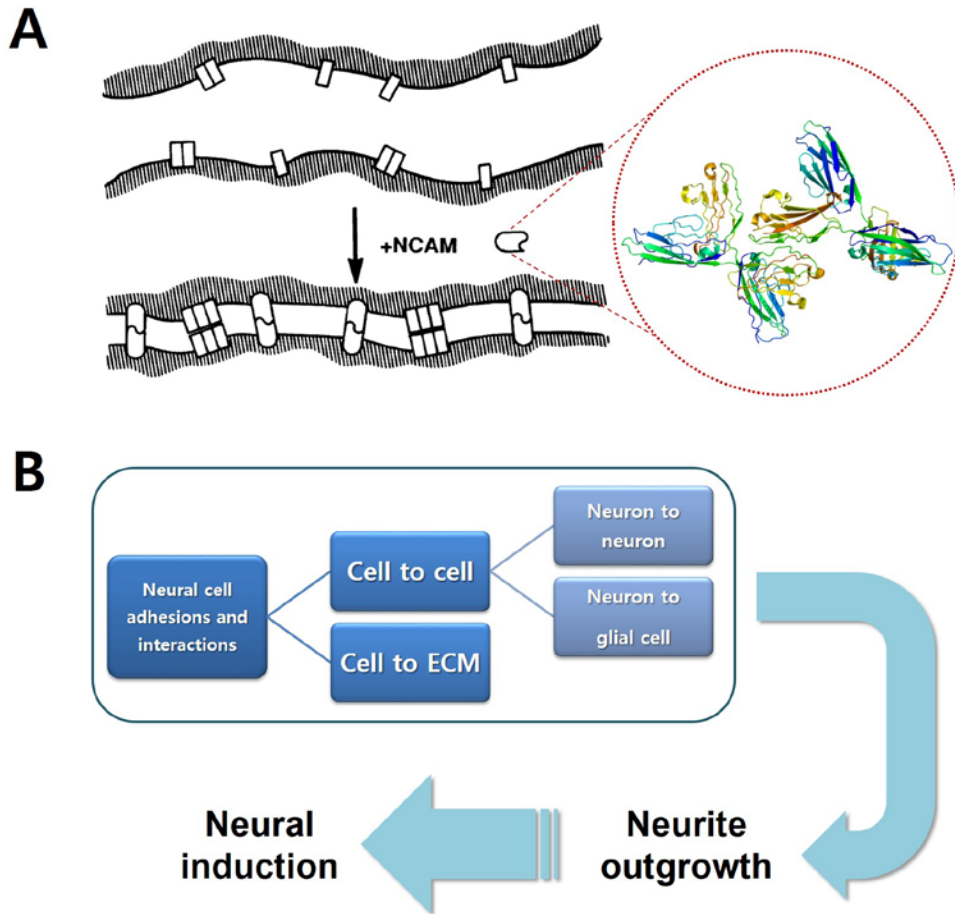 A
+NCAM
B
Neural cell
adhesions and
interactions
Cell to cell
Cell to ECM
Neuron to
neuron
Neuron to
glial cell
Neural
induction
Neurite
outgrowth